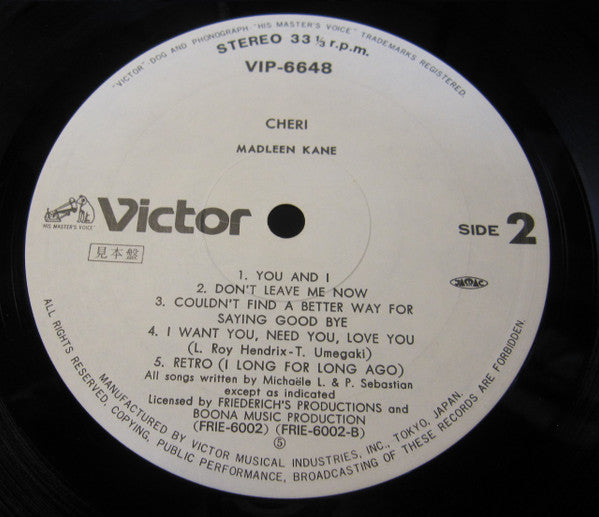 "VICTOR" DOG AND PHONOGRAPH "HIS MASTER'S VOICE" TRADEMARKS REGISTERED.
STEREO 33 ⅓ r.p.m.
VIP-6648
CHERI
MADLEEN KANE
Victor
"HIS MASTER'S VOICE"
見本盤
SIDE 2
JASRAC
1. YOU AND I
2. DON'T LEAVE ME NOW
3. COULDN'T FIND A BETTER WAY FOR
SAYING GOOD BYE
4. I WANT YOU, NEED YOU, LOVE YOU
(L. Roy Hendrix-T. Umegaki)
5. RETRO (I LONG FOR LONG AGO)
All songs written by Michaële L. & P. Sebastian
except as indicated
Licensed by FRIEDERICH'S PRODUCTIONS and
BOONA MUSIC PRODUCTION
(FRIE-6002) (FRIE-6002-B)
⑤
MANUFACTURED BY VICTOR MUSICAL INDUSTRIES, INC., TOKYO, JAPAN.
ALL RIGHTS RESERVED. COPYING, PUBLIC PERFORMANCE, BROADCASTING OF THESE RECORDS ARE FORBIDDEN.